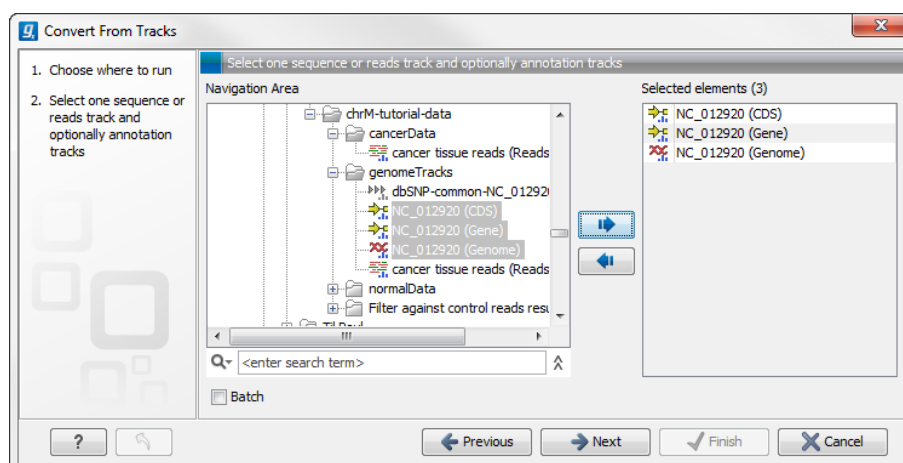 Convert From Tracks
1. Choose where to run
2. Select one sequence or
reads track and
optionally annotation
tracks
Select one sequence or reads track and optionally annotation tracks
Navigation Area
chrM-tutorial-data
cancerData
cancer tissue reads (Reads
genomeTracks
dbSNP-common-NC_01292
NC_012920 (CDS)
NC_012920 (Gene)
NC_012920 (Genome)
cancer tissue reads (Reads
normalData
Filter against control reads resu
<enter search term>
Batch
Selected elements (3)
NC_012920 (CDS)
NC_012920 (Gene)
NC_012920 (Genome)
?
Previous
Next
Finish
Cancel